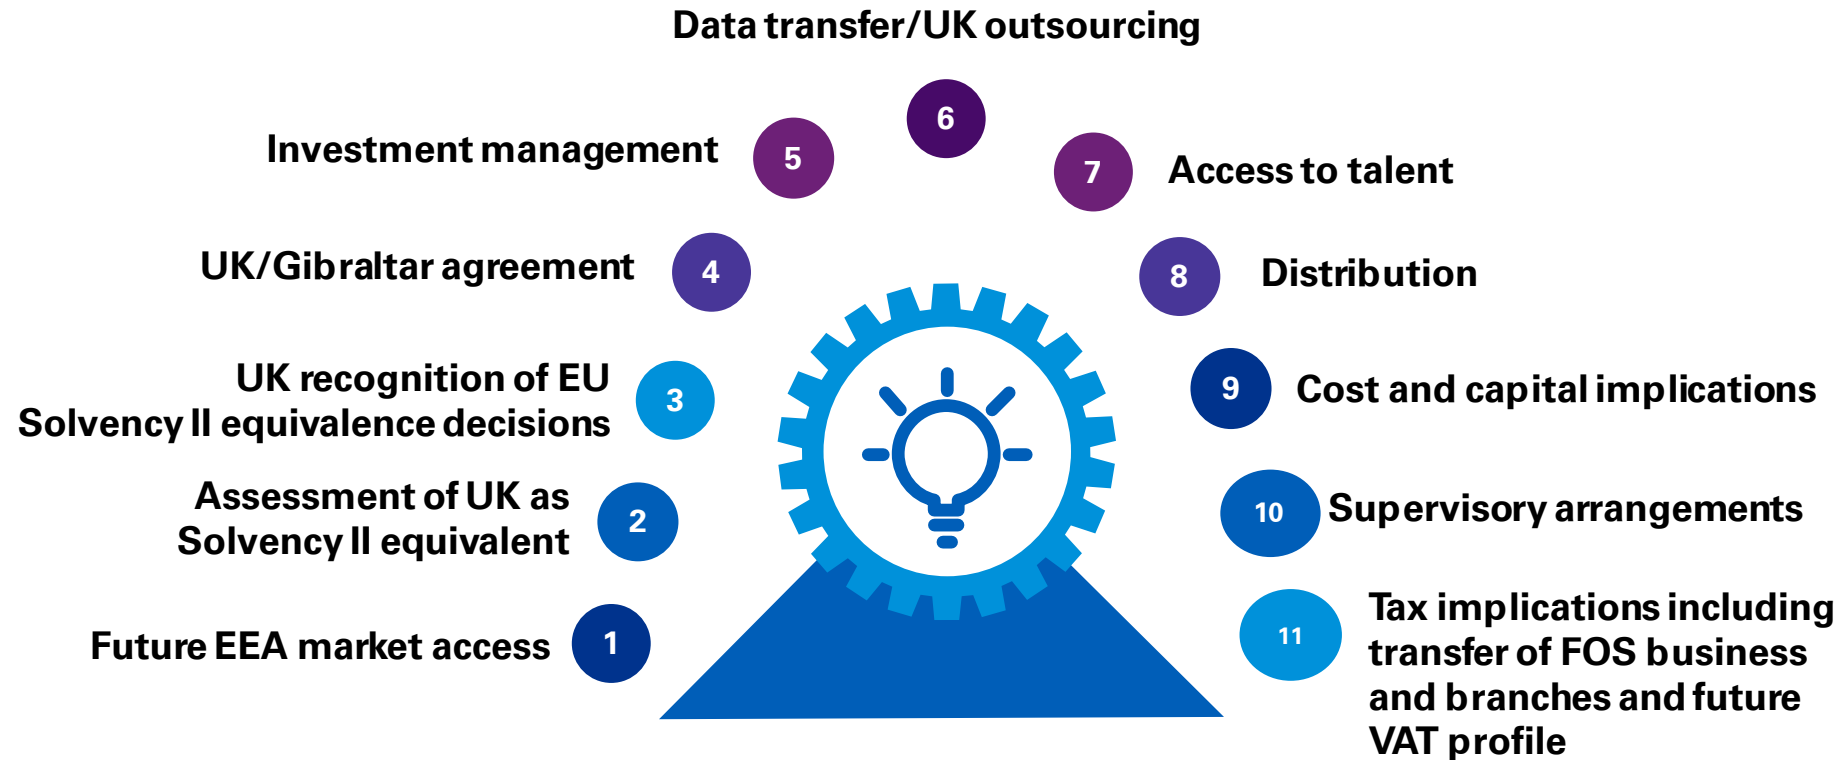 Data transfer/UK outsourcing
6
Investment management
5
7
Access to talent
UK/Gibraltar agreement
4
8
Distribution
UK recognition of EU
Solvency II equivalence decisions
3
9
Cost and capital implications
Assessment of UK as
Solvency II equivalent
2
10
Supervisory arrangements
Future EEA market access
1
11
Tax implications including
transfer of FOS business
and branches and future
VAT profile